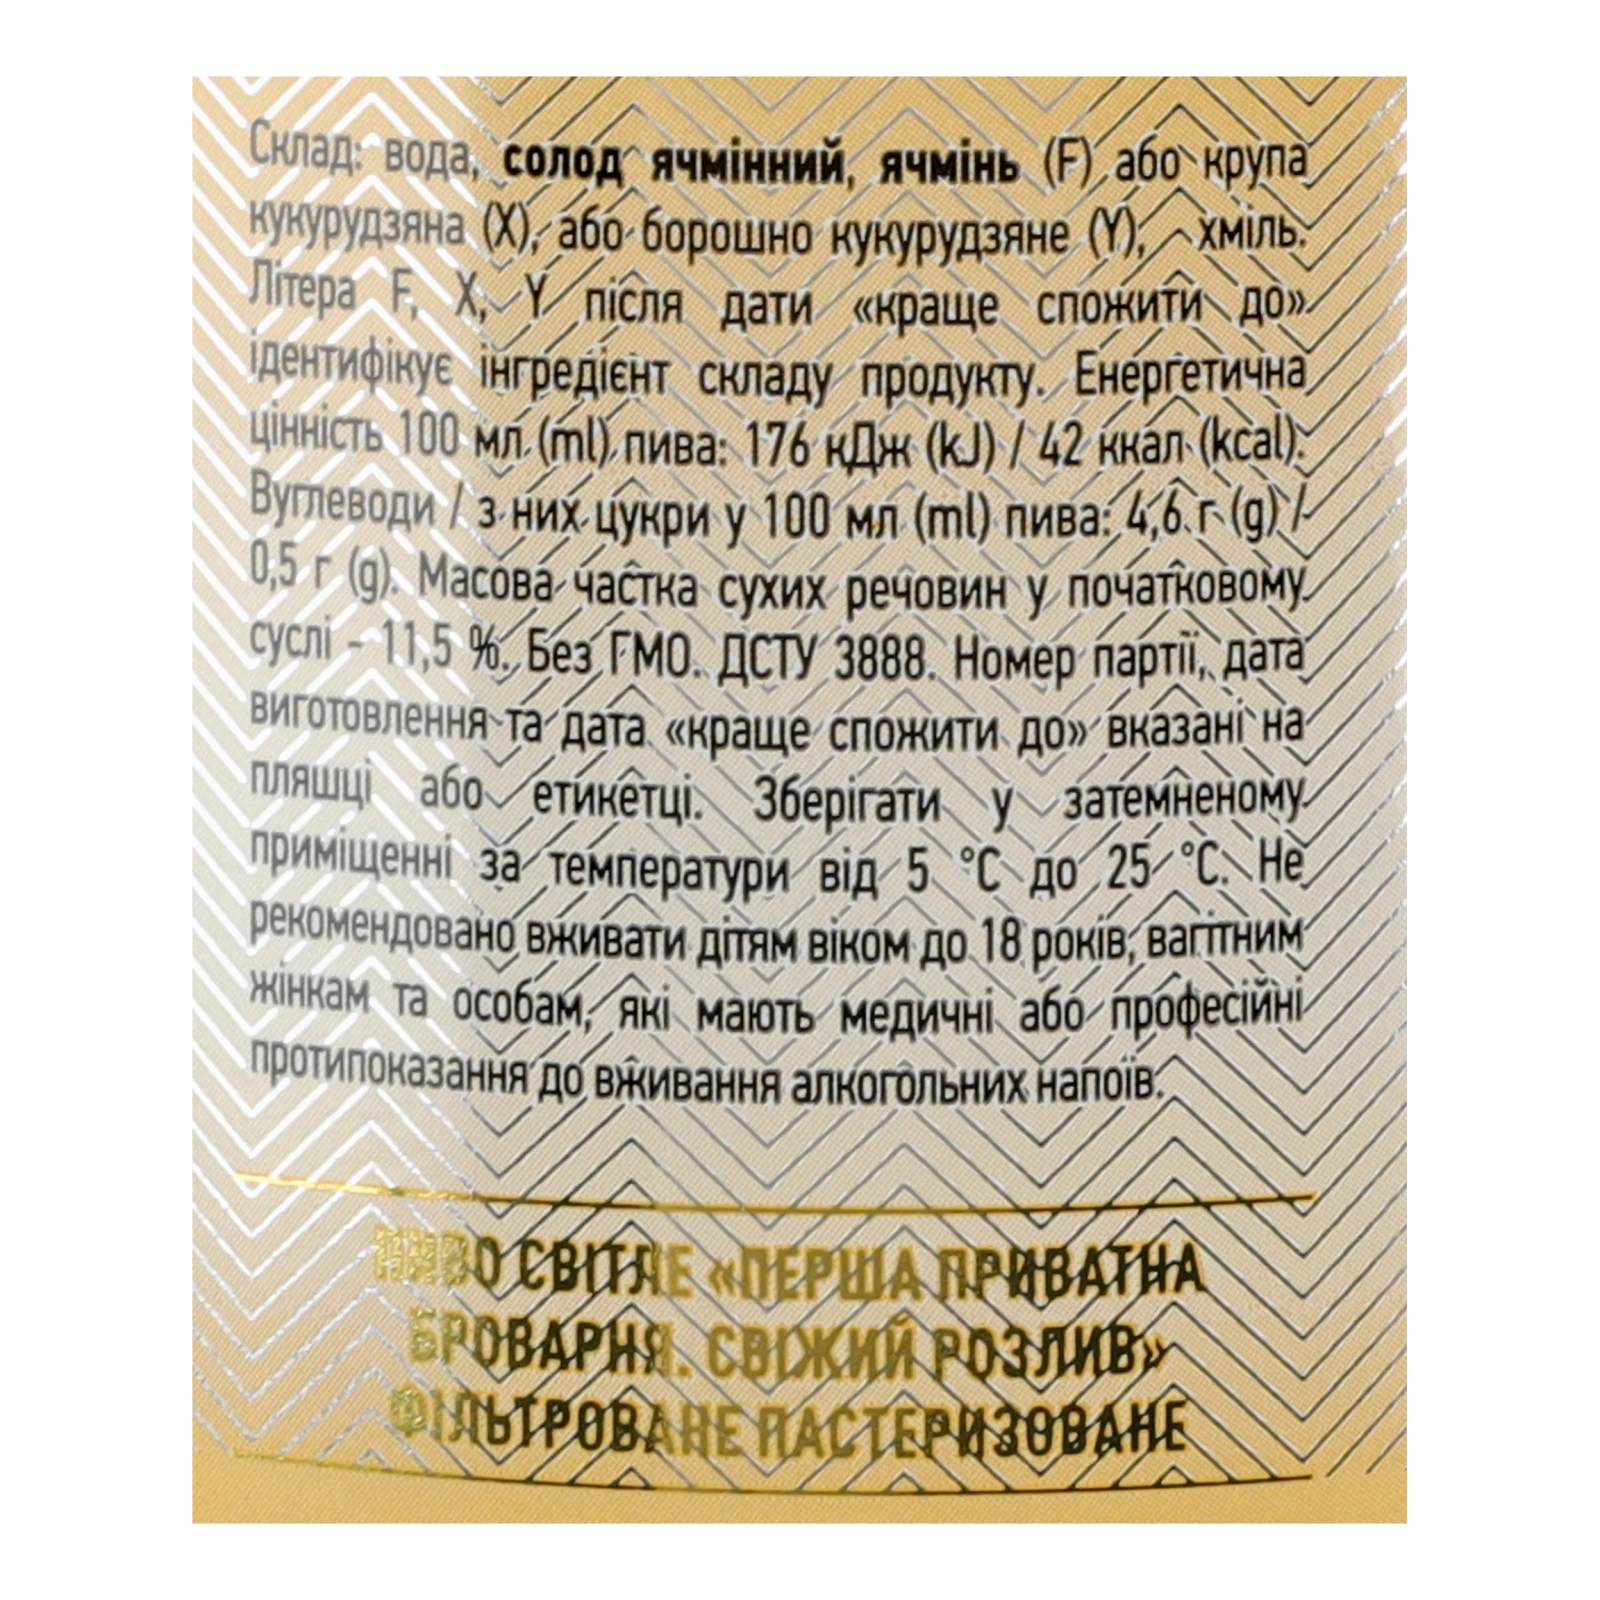 Склад: вода, солод ячмінний, ячмінь (F) або крупа
кукурудзяна (X), або борошно кукурудзяне (Y), хміль.
Літера F, X, Y після дати «краще спожити до»
ідентифікує інгредієнт складу продукту. Енергетична
цінність 100 мл (ml) пива: 176 кДж (kJ) / 42 ккал (kcal).
Вуглеводи / з них цукри у 100 мл (ml) пива: 4,6 г (g) /
0,5 г (g). Масова частка сухих речовин у початковому
суслі - 11,5 %. Без ГМО. ДСТУ 3888. Номер партії, дата
виготовлення та дата «краще спожити до» вказані на
пляшці або етикетці. Зберігати у затемненому
приміщенні за температури від 5 °С до 25 °С. Не
рекомендовано вживати дітям віком до 18 років, вагітним
жінкам та особам, які мають медичні або професійні
протипоказання до вживання алкогольних напоїв.
ПИВО СВІТЛЕ «ПЕРША ПРИВАТНА
БРОВАРНЯ. СВІЖИЙ РОЗЛИВ»
ФІЛЬТРОВАНЕ ПАСТЕРИЗОВАНЕ